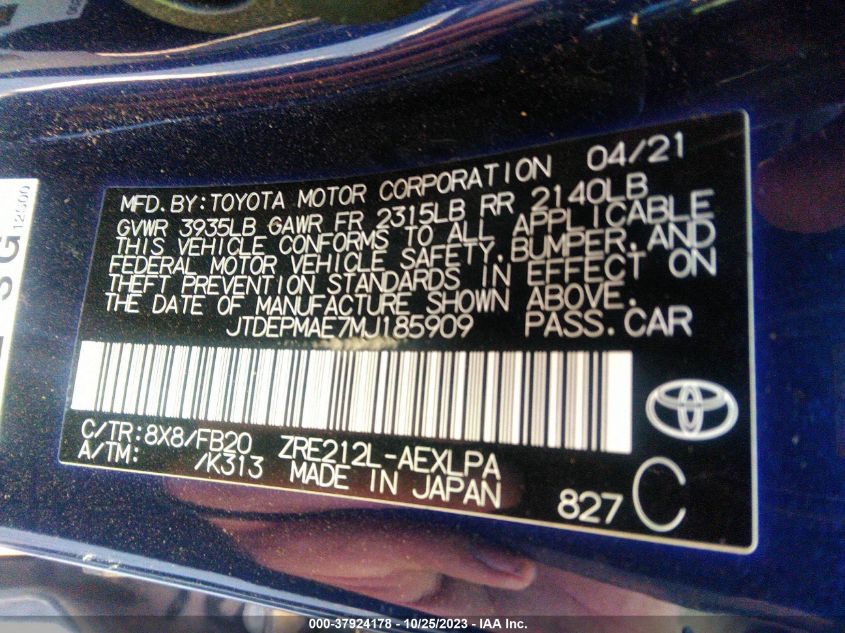 MFD.BY:TOYOTA MOTOR CORPORATION 04/21
GVWR 3935LB GAWR FR 2315LB RR 2140LB
THIS VEHICLE CONFORMS TO ALL APPLICABLE
FEDERAL MOTOR VEHICLE SAFETY,BUMPER,AND
THEFT PREVENTION STANDARDS IN EFFECT ON
THE DATE OF MANUFACTURE SHOWN ABOVE.
JTDEPMAE7MJ185909 PASS.CAR
C/TR:8X8/FB20 ZRE212L-AEXLPA
A/TM: /K313 MADE IN JAPAN 827 C
SG
12500
000-37924178 - 10/25/2023 - IAA Inc.